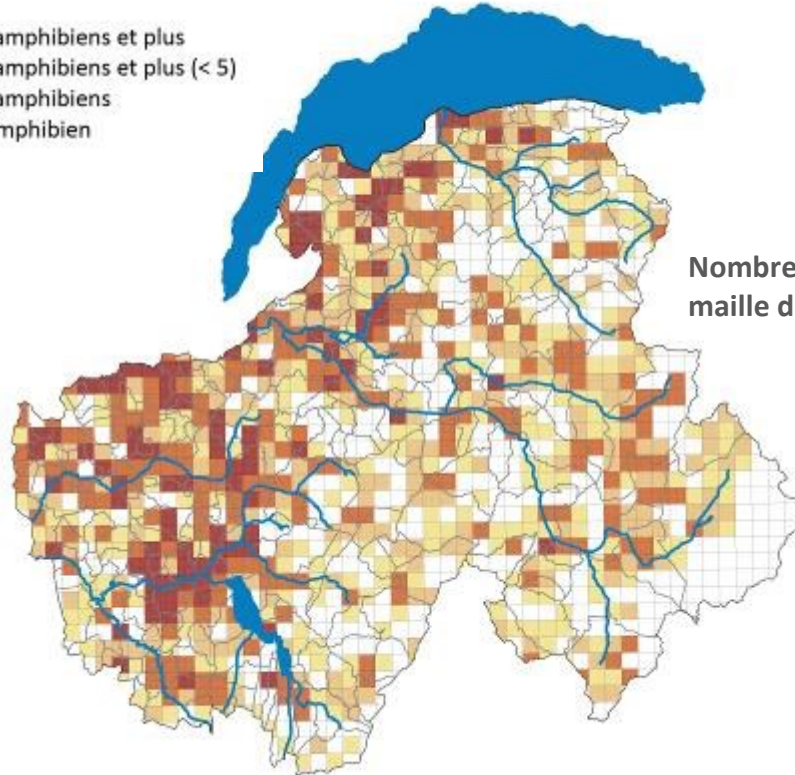 amphibiens et plus
amphibiens et plus (< 5)
amphibiens
mphibien
Nombre
maille d